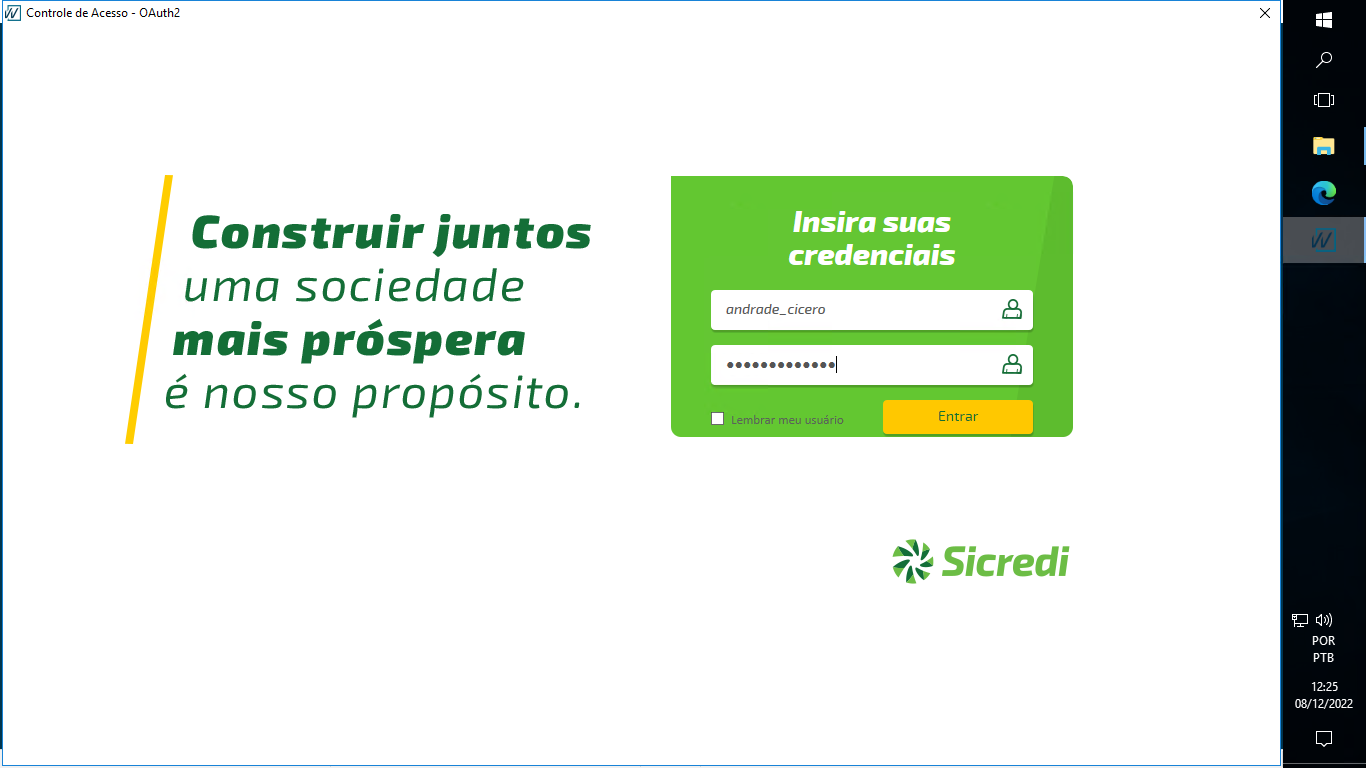 Controle de Acesso - OAuth2
Construir juntos
uma sociedade
mais próspera
é nosso propósito.
Insira suas
credenciais
andrade_cicero
•••••••••••••
Lembrar meu usuário
Entrar
Sicredi
POR
PTB
12:25
08/12/2022